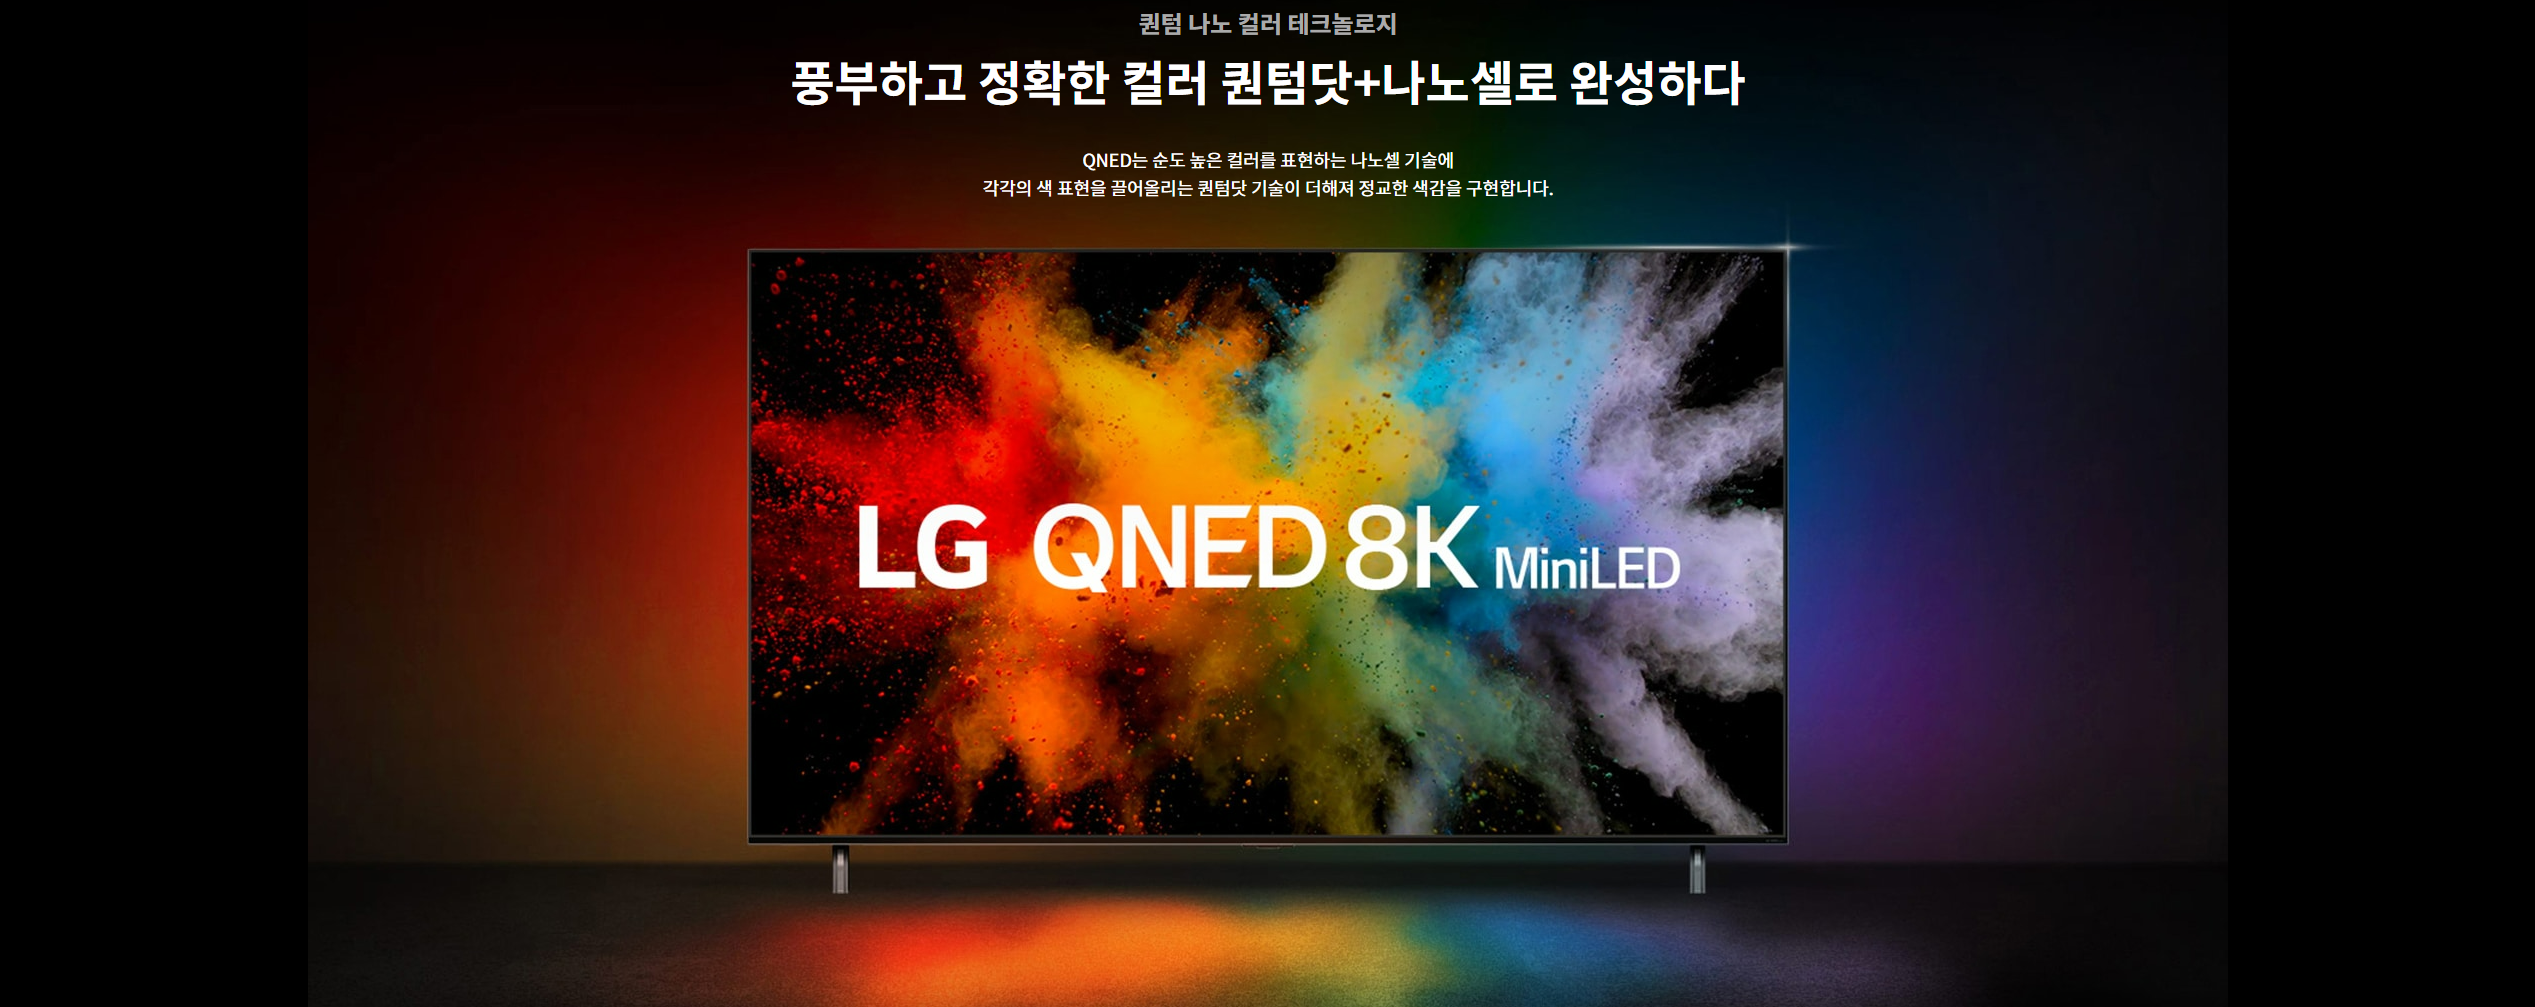 퀀텀 나노 컬러 테크놀로지
풍부하고 정확한 컬러 퀀텀닷+나노셀로 완성하다
QNED는 순도 높은 컬러를 표현하는 나노셀 기술에
각각의 색 표현을 끌어올리는 퀀텀닷 기술이 더해져 정교한 색감을 구현합니다.
LG QNED 8K MiniLED